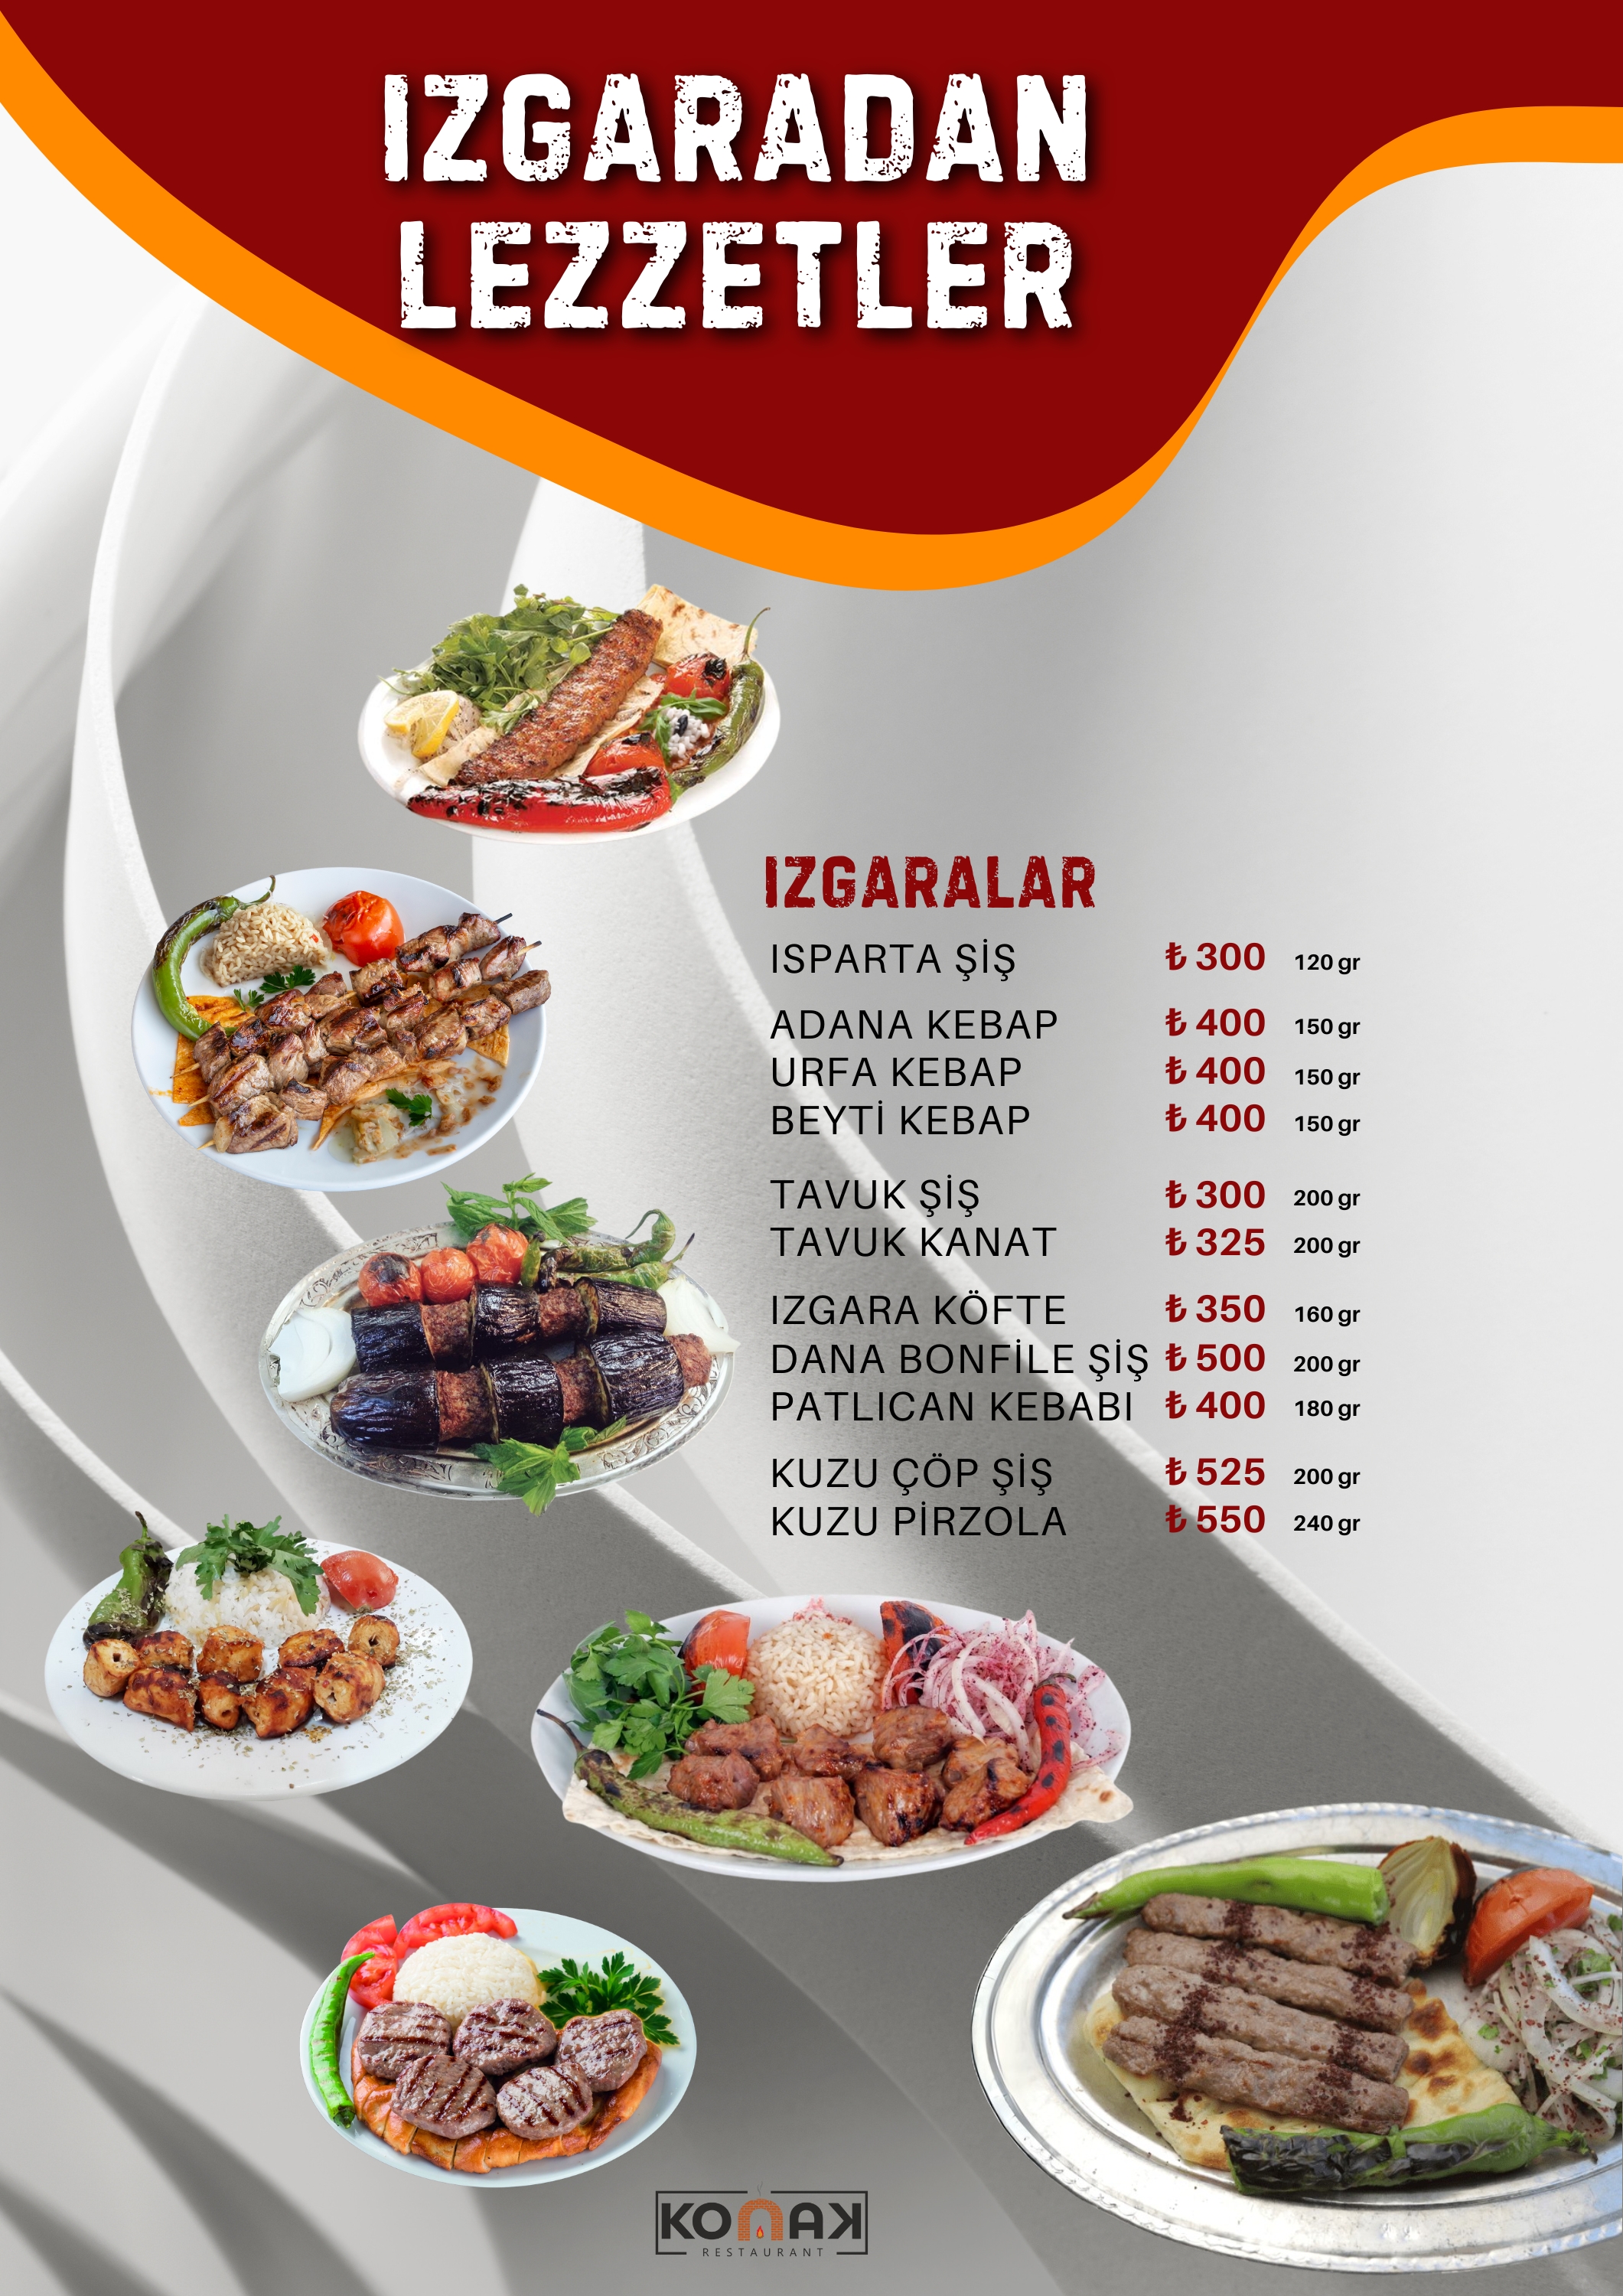 IZGARADAN
LEZZETLER
IZGARALAR
ISPARTA ŞİŞ ₺ 300 120 gr
ADANA KEBAP ₺ 400 150 gr
URFA KEBAP ₺ 400 150 gr
BEYTİ KEBAP ₺ 400 150 gr
TAVUK ŞİŞ ₺ 300 200 gr
TAVUK KANAT ₺ 325 200 gr
IZGARA KÖFTE ₺ 350 160 gr
DANA BONFİLE ŞİŞ ₺ 500 200 gr
PATLICAN KEBABI ₺ 400 180 gr
KUZU ÇÖP ŞİŞ ₺ 525 200 gr
KUZU PİRZOLA ₺ 550 240 gr
KONAK
RESTAURANT